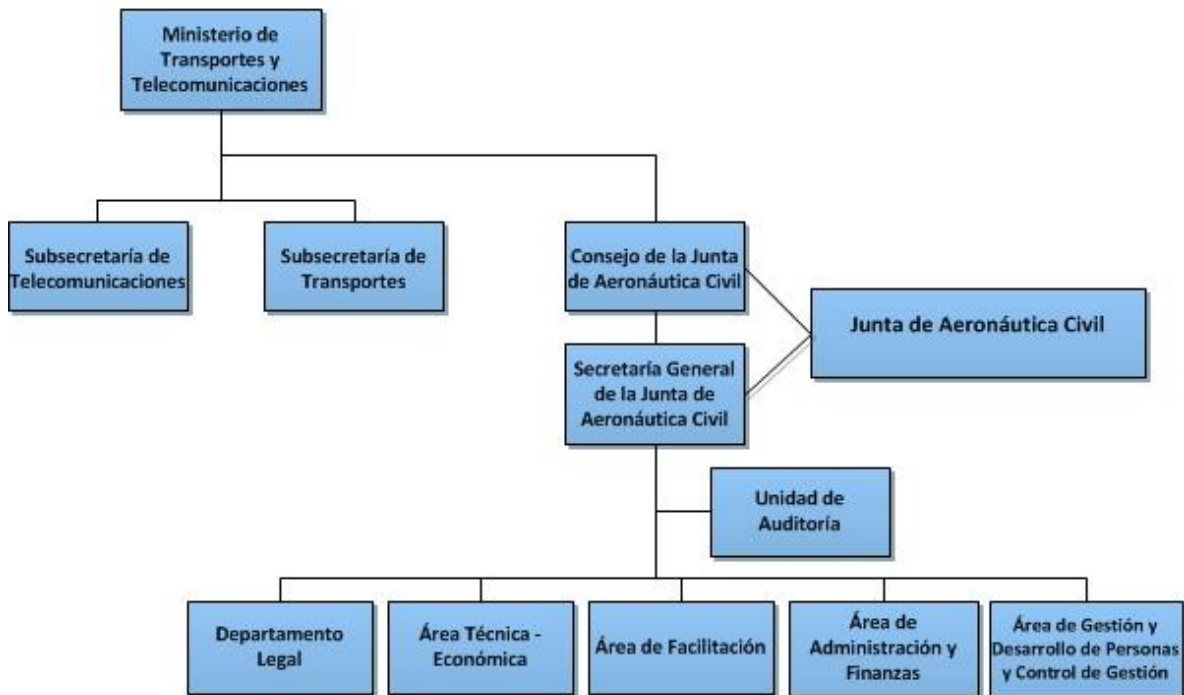 Ministerio de
Transportes y
Telecomunicaciones
Subsecretaría de
Telecomunicaciones
Subsecretaría de
Transportes
Consejo de la Junta
de Aeronáutica Civil
Junta de Aeronáutica Civil
Secretaría General
de la Junta de
Aeronáutica Civil
Unidad de
Auditoría
Departamento
Legal
Área Técnica -
Económica
Área de Facilitación
Área de
Administración y
Finanzas
Área de Gestión y
Desarrollo de Personas
y Control de Gestión